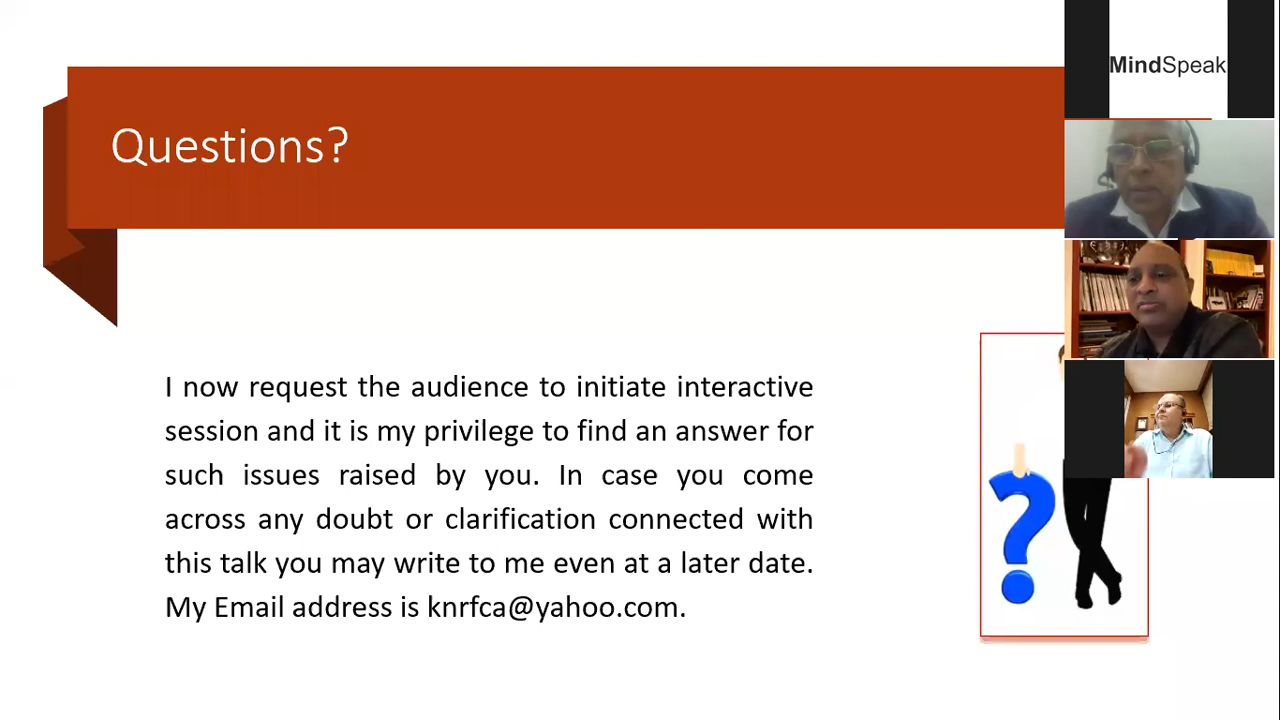 MindSpeak
Questions?
I now request the audience to initiate interactive
session and it is my privilege to find an answer for
such issues raised by you. In case you come
across any doubt or clarification connected with
this talk you may write to me even at a later date.
My Email address is knrfca@yahoo.com.
?